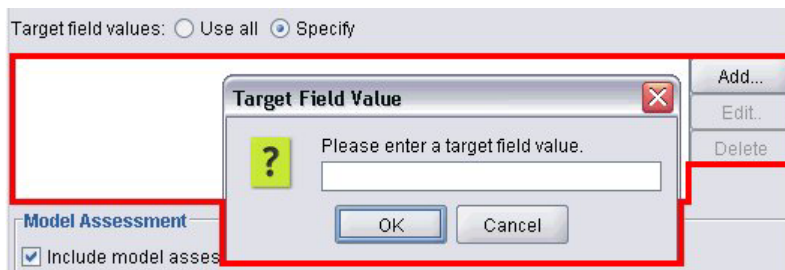 Target field values: Use all Specify
Add...
Target Field Value
Edit..
Please enter a target field value.
Delete
?
OK Cancel
Model Assessment
Include model asses